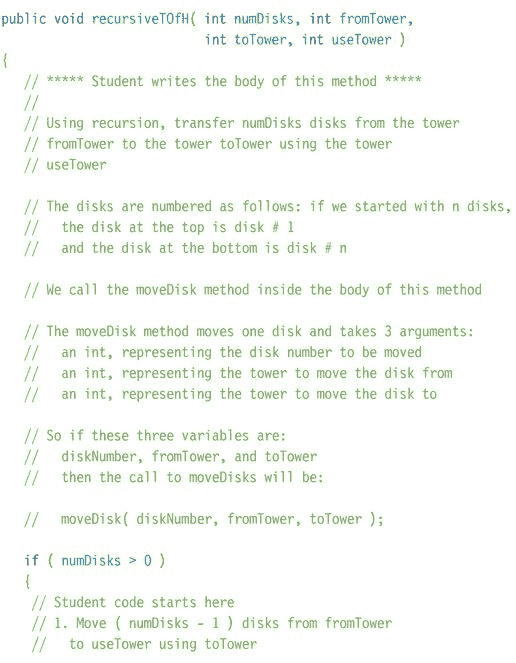 public void recursiveTOfH( int numDisks, int fromTower,
int toTower, int useTower )
{
// ***** Student writes the body of this method *****
//
// Using recursion, transfer numDisks disks from the tower
// fromTower to the tower toTower using the tower
// useTower
// The disks are numbered as follows: if we started with n disks,
// the disk at the top is disk # 1
// and the disk at the bottom is disk # n
// We call the moveDisk method inside the body of this method
// The moveDisk method moves one disk and takes 3 arguments:
// an int, representing the disk number to be moved
// an int, representing the tower to move the disk from
// an int, representing the tower to move the disk to
// So if these three variables are:
// diskNumber, fromTower, and toTower
// then the call to moveDisks will be:
// moveDisk( diskNumber, fromTower, toTower );
if ( numDisks > 0 )
{
// Student code starts here
// 1. Move ( numDisks - 1 ) disks from fromTower
// to useTower using toTower